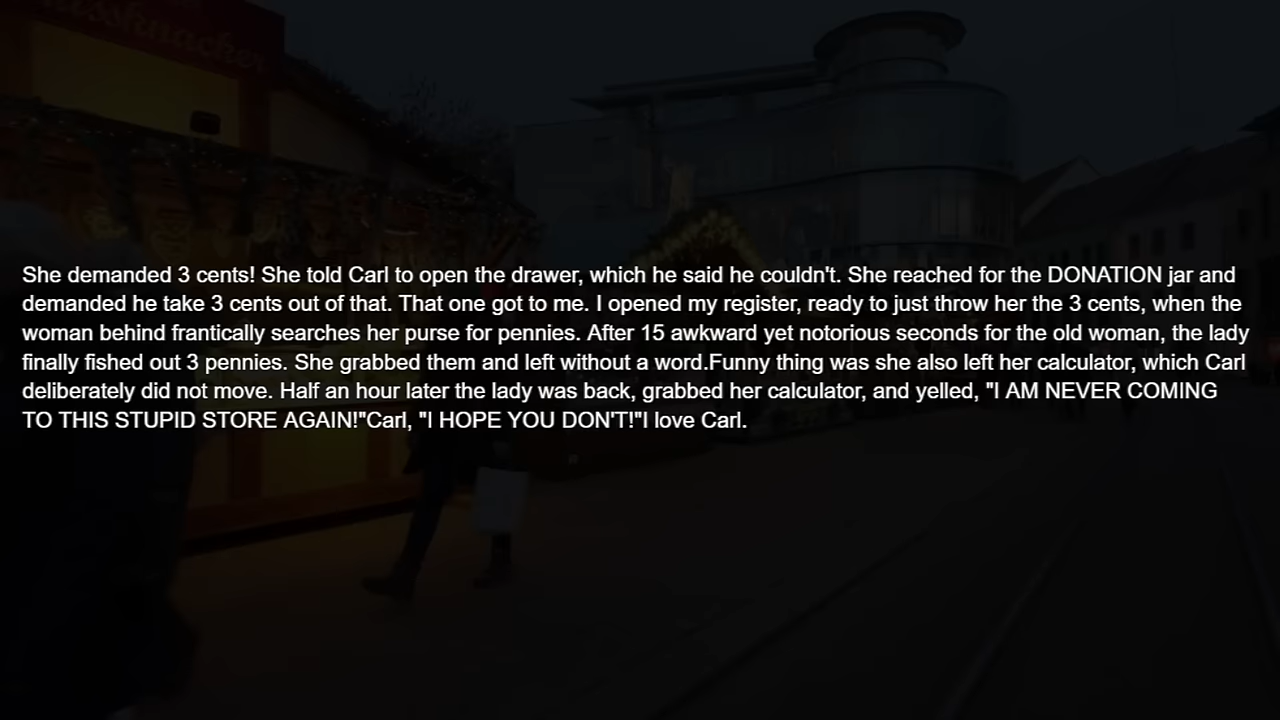 She demanded 3 cents! She told Carl to open the drawer, which he said he couldn't. She reached for the DONATION jar and
demanded he take 3 cents out of that. That one got to me. I opened my register, ready to just throw her the 3 cents, when the
woman behind frantically searches her purse for pennies. After 15 awkward yet notorious seconds for the old woman, the lady
finally fished out 3 pennies. She grabbed them and left without a word.Funny thing was she also left her calculator, which Carl
deliberately did not move. Half an hour later the lady was back, grabbed her calculator, and yelled, "I AM NEVER COMING
TO THIS STUPID STORE AGAIN!"Carl, "I HOPE YOU DON'T!"I love Carl.